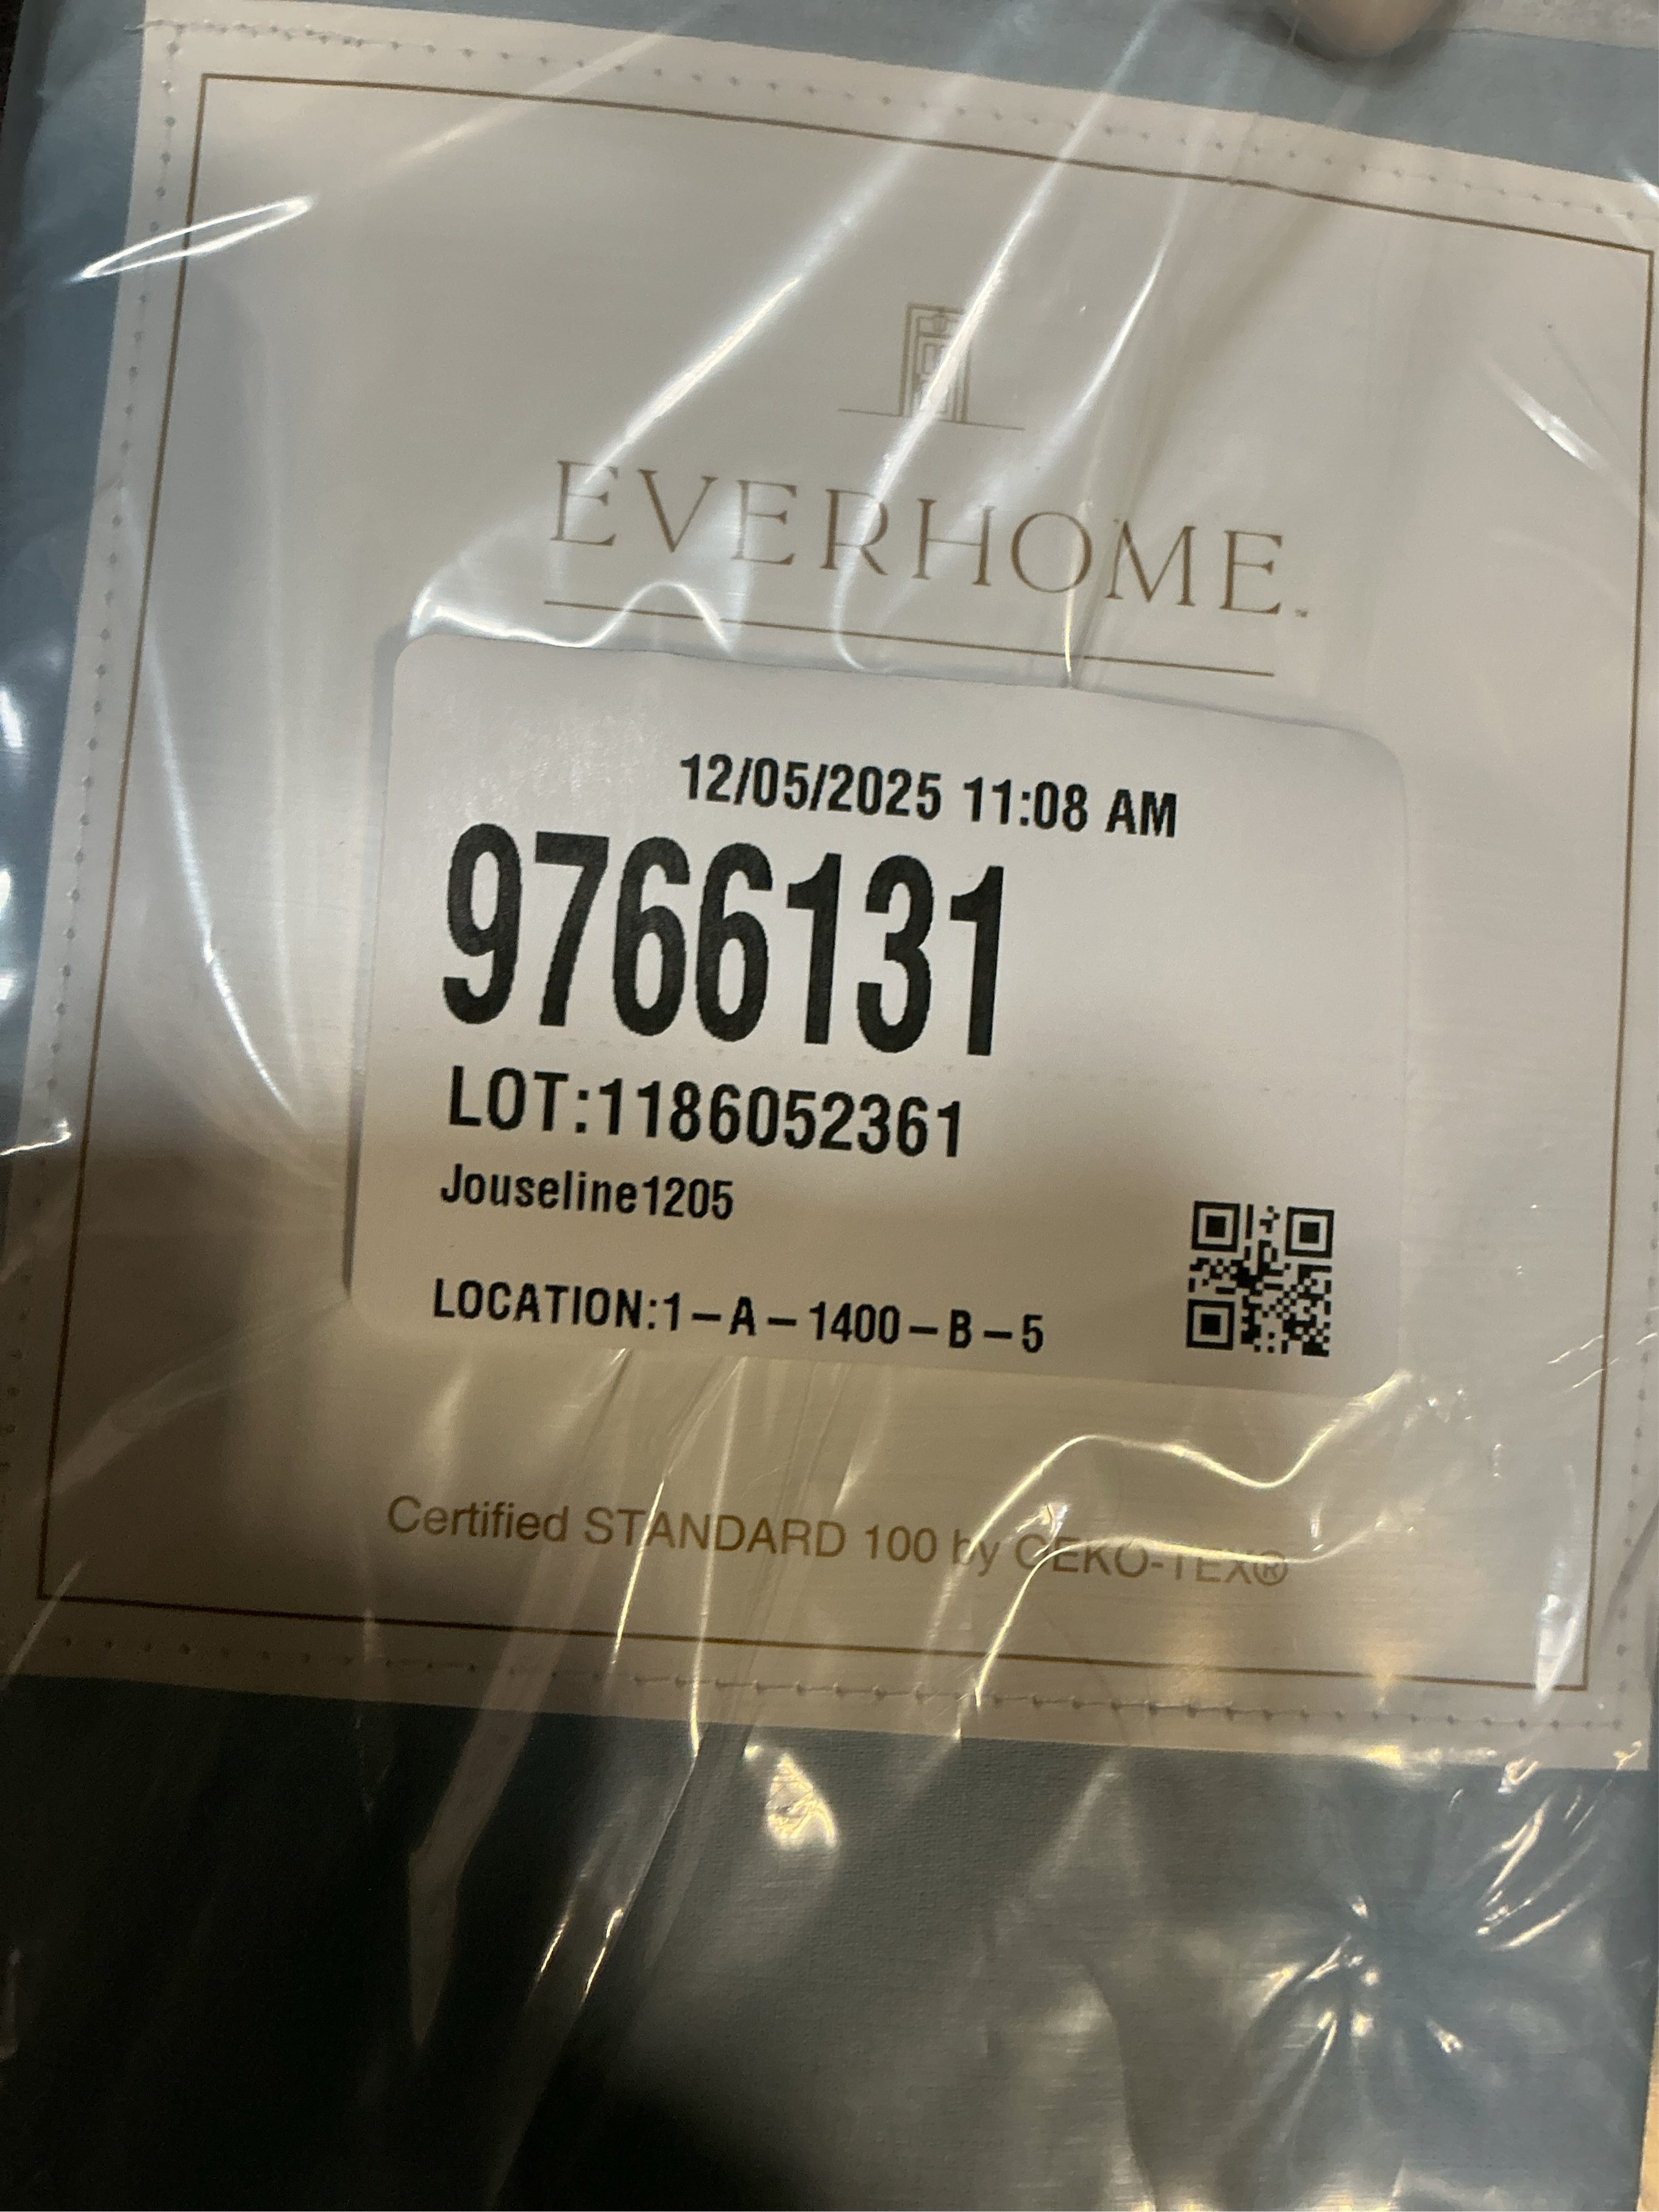 EVERHOME™
12/05/2025 11:08 AM
9766131
LOT:1186052361
Jouseline1205
LOCATION:1-A-1400-B-5
Certified STANDARD 100 by OEKO-TEX®